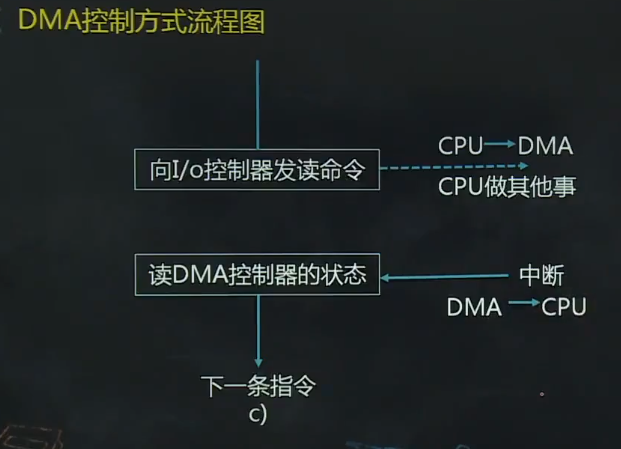 DMA控制方式流程图
向I/o控制器发读命令
CPU
DMA
CPU做其他事
读DMA控制器的状态
中断
DMA
CPU
下一条指令
c)